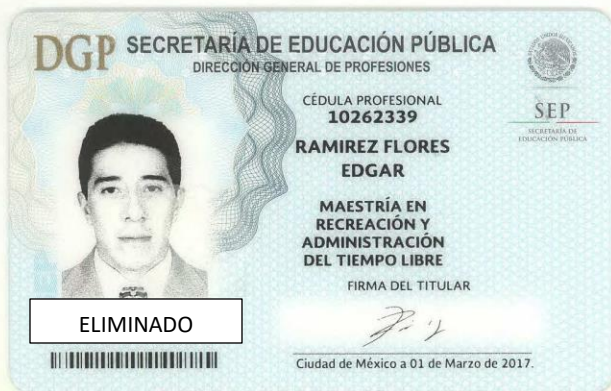 DGP SECRETARÍA DE EDUCACIÓN PÚBLICA
DIRECCIÓN GENERAL DE PROFESIONES
CÉDULA PROFESIONAL
10262339
SEP
SECRETARÍA DE
EDUCACIÓN PÚBLICA
RAMIREZ FLORES
EDGAR
MAESTRÍA EN
RECREACIÓN Y
ADMINISTRACIÓN
DEL TIEMPO LIBRE
FIRMA DEL TITULAR
ELIMINADO
Ciudad de México a 01 de Marzo de 2017.